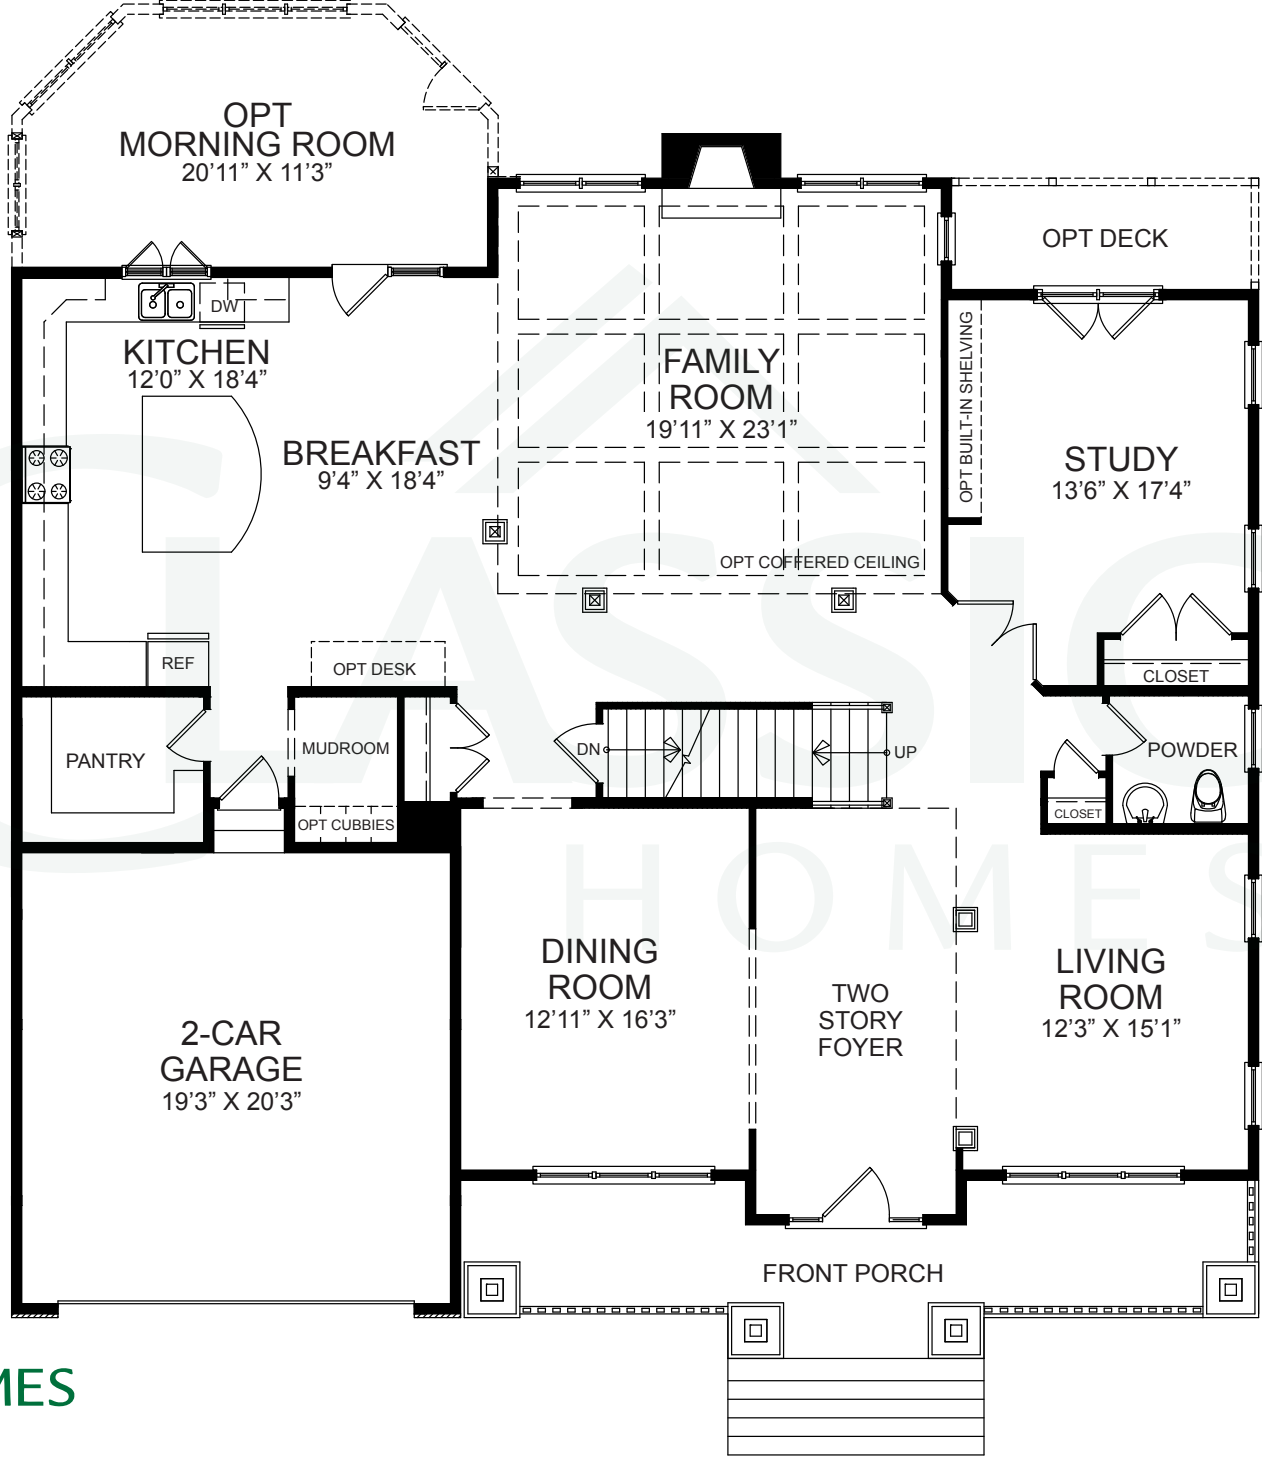 OPT
MORNING ROOM
20’11” X 11’3”
OPT DECK
DW
KITCHEN
12’0” X 18’4”
FAMILY
ROOM
19’11” X 23’1”
OPT BUILT-IN SHELVING
BREAKFAST
9’4” X 18’4”
STUDY
13’6” X 17’4”
OPT COFFERED CEILING
REF
OPT DESK
CLOSET
PANTRY
MUDROOM
DN
UP
POWDER
OPT CUBBIES
CLOSET
CLASSIC
HOMES
DINING
ROOM
12’11” X 16’3”
TWO
STORY
FOYER
LIVING
ROOM
12’3” X 15’1”
2-CAR
GARAGE
19’3” X 20’3”
FRONT PORCH
MES